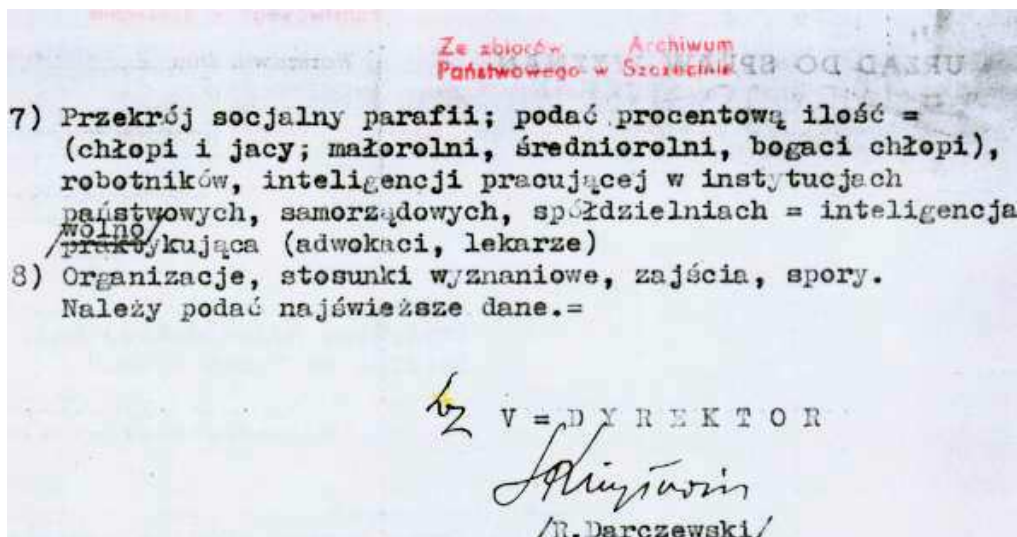 Ze zbiorów Archiwum
Państwowego w Szczecinie
7) Przekrój socjalny parafii; podać procentową ilość =
(chłopi i jacy; małorolni, średniorolni, bogaci chłopi),
robotników, inteligencji pracującej w instytucjach
państwowych, samorządowych, spółdzielniach = inteligencja
wolno
/praktykująca (adwokaci, lekarze)
8) Organizacje, stosunki wyznaniowe, zajścia, spory.
Należy podać najświeższe dane.=
V = D Y R E K T O R
/R.Darczewski/